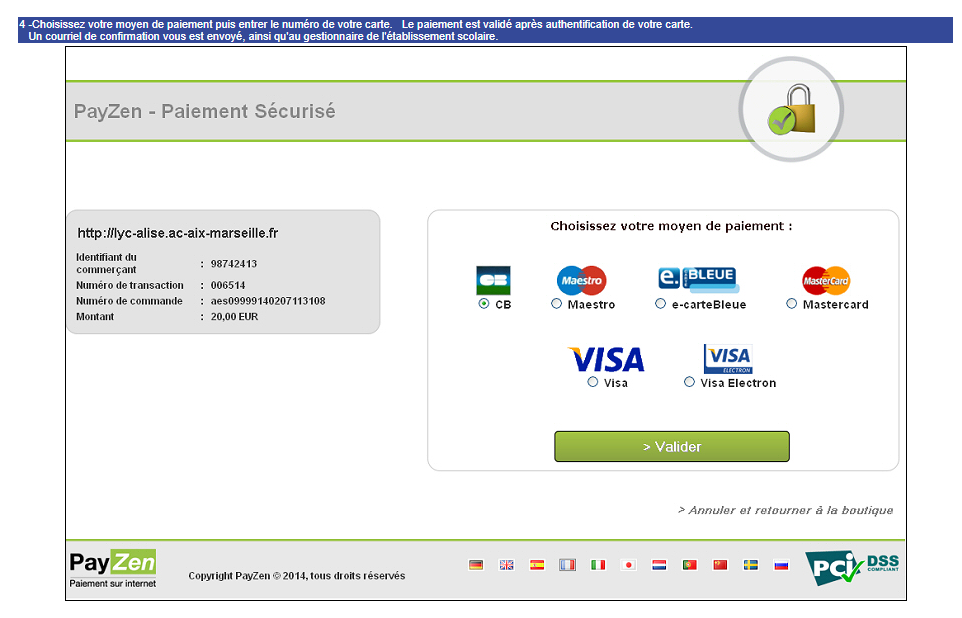 4 -Choisissez votre moyen de paiement puis entrer le numéro de votre carte. Le paiement est validé après authentification de votre carte.
Un courriel de confirmation vous est envoyé, ainsi qu'au gestionnaire de l'établissement scolaire.
PayZen - Paiement Sécurisé
http://lyc-alise.ac-aix-marseille.fr
Identifiant du
commerçant : 98742413
Numéro de transaction : 006514
Numéro de commande : aes09999140207113108
Montant : 20,00 EUR
Choisissez votre moyen de paiement :
CB Maestro e. BLEUE MasterCard
CB Maestro e-carteBleue Mastercard
VISA VISA
ELECTRON
Visa Visa Electron
> Valider
> Annuler et retourner à la boutique
PayZen
Paiement sur internet
Copyright PayZen © 2014, tous droits réservés
PCi DSS
COMPLIANT